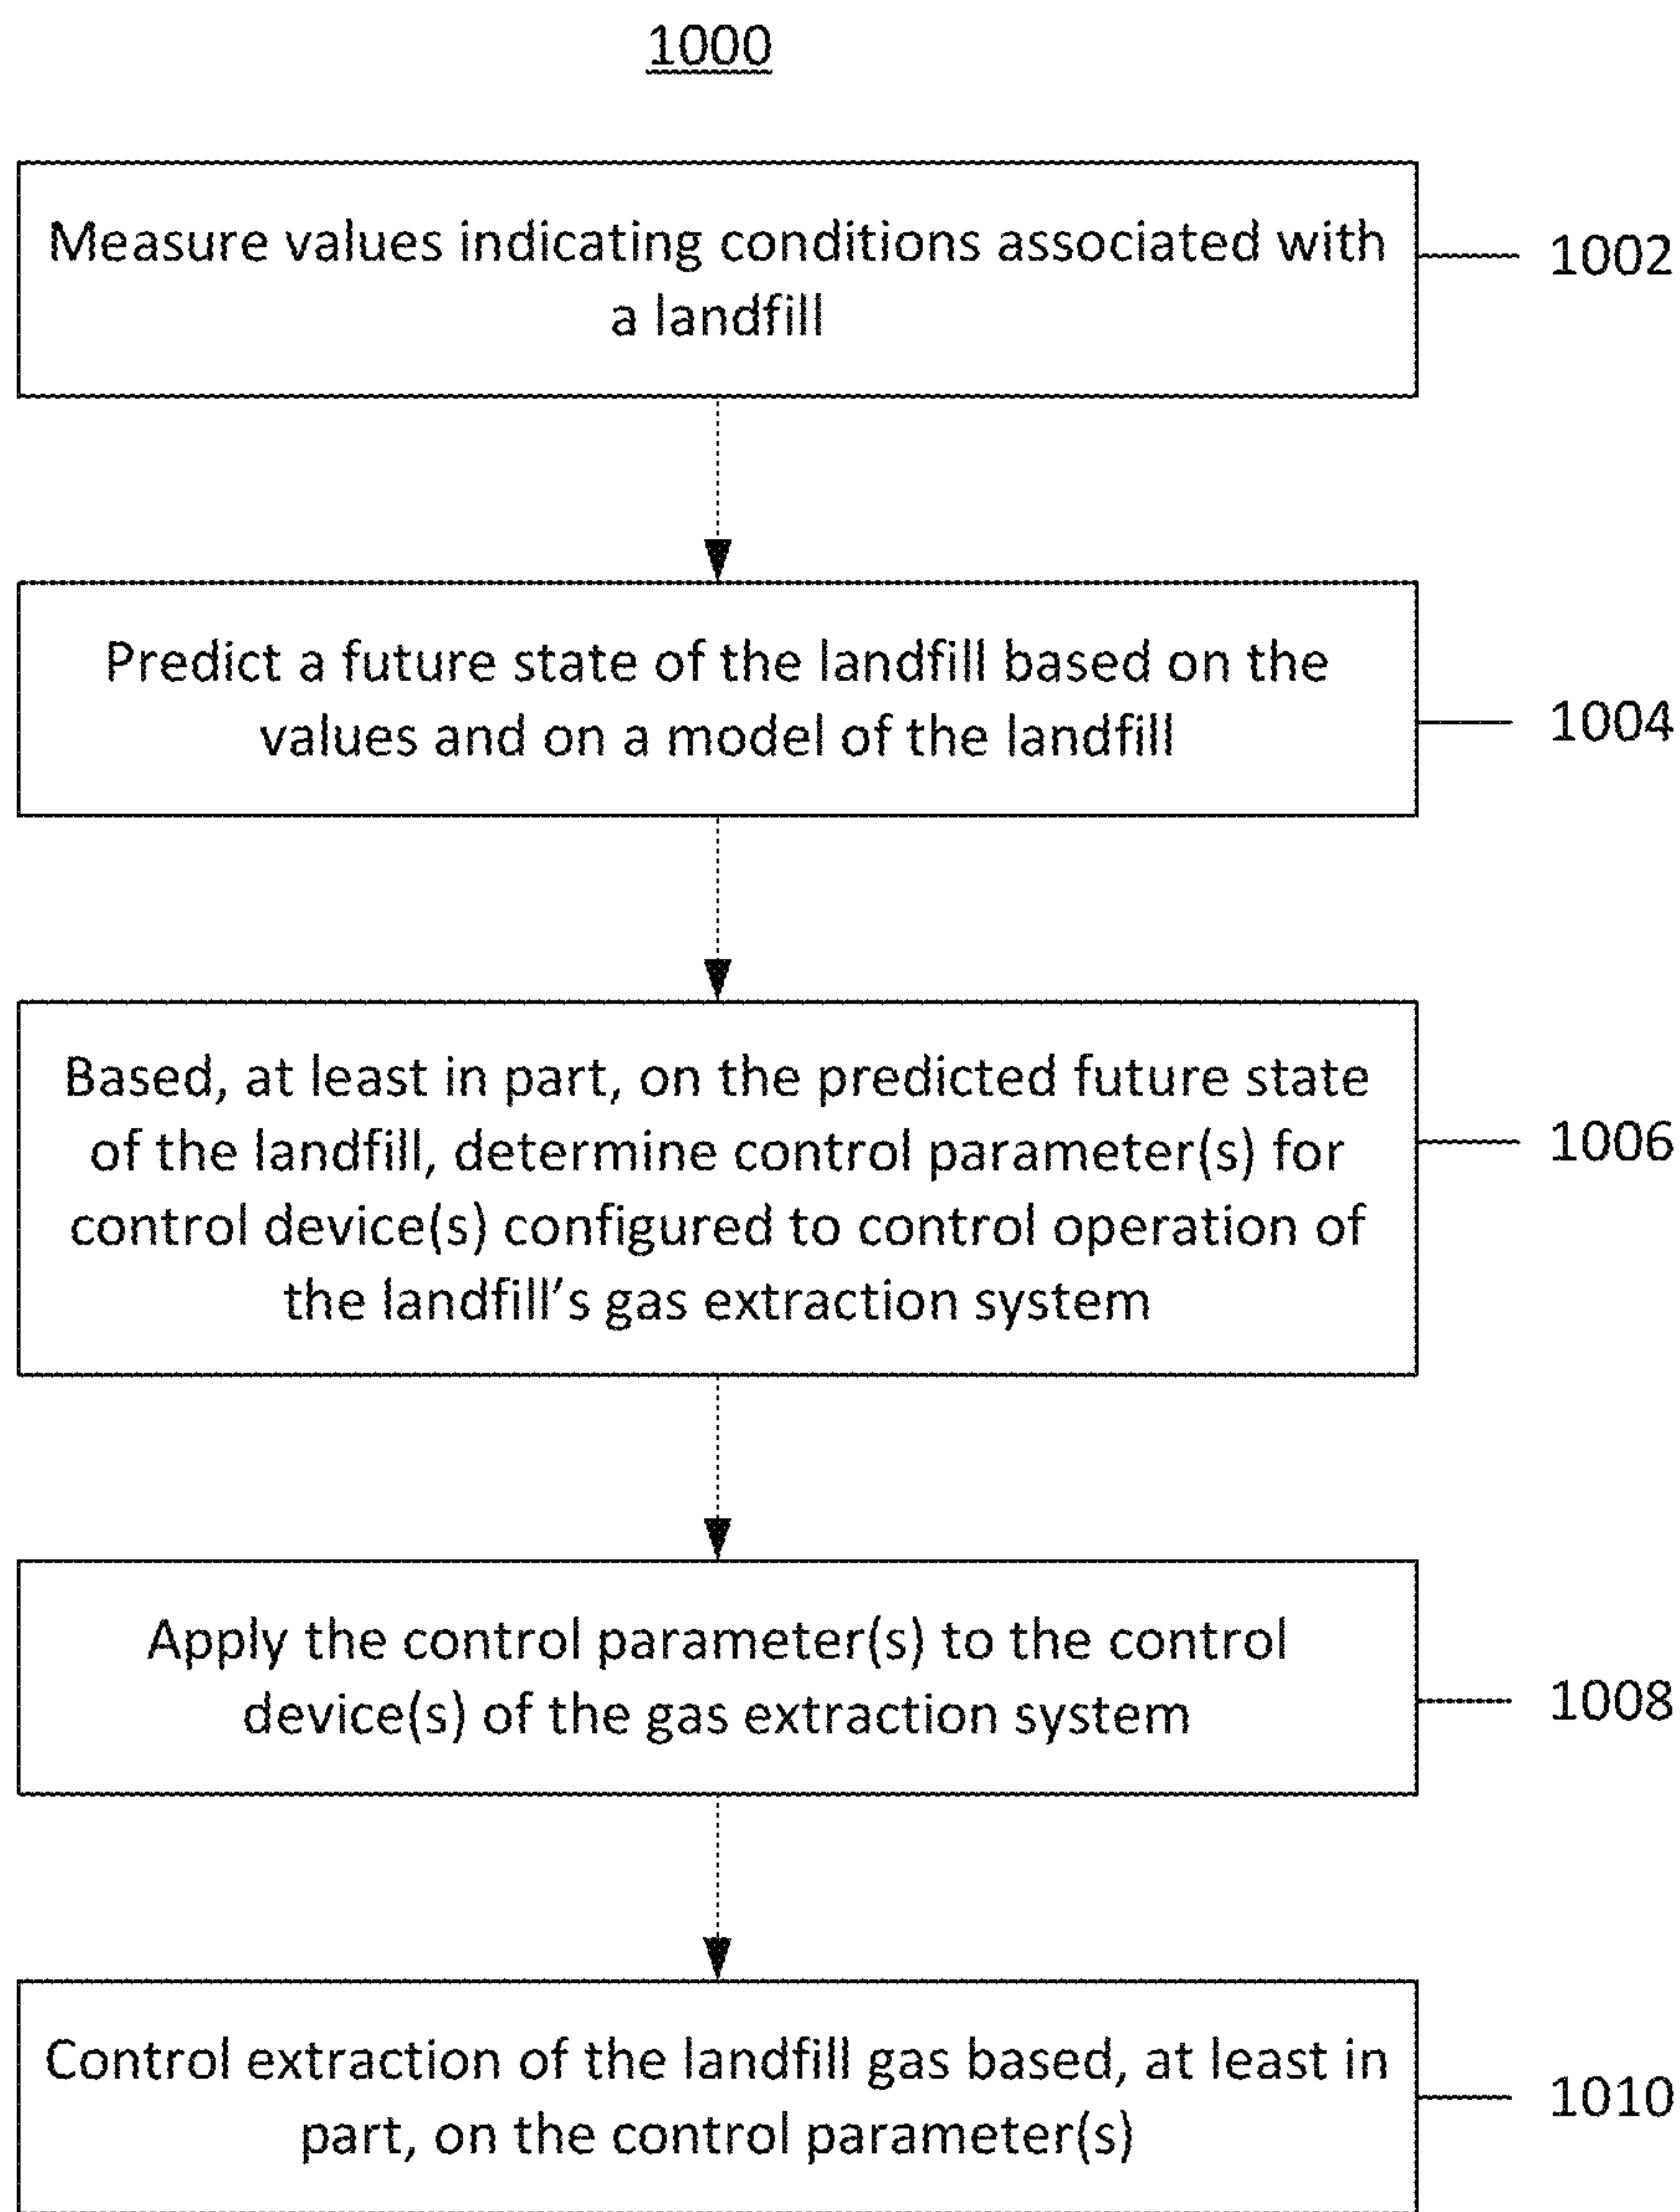 1000
Measure values indicating conditions associated with
a landfill
1002
Predict a future state of the landfill based on the
values and on a model of the landfill
1004
Based, at least in part, on the predicted future state
of the landfill, determine control parameter(s) for
control device(s) configured to control operation of
the landfill's gas extraction system
1006
Apply the control parameter(s) to the control
device(s) of the gas extraction system
1008
Control extraction of the landfill gas based, at least in
part, on the control parameter(s)
1010